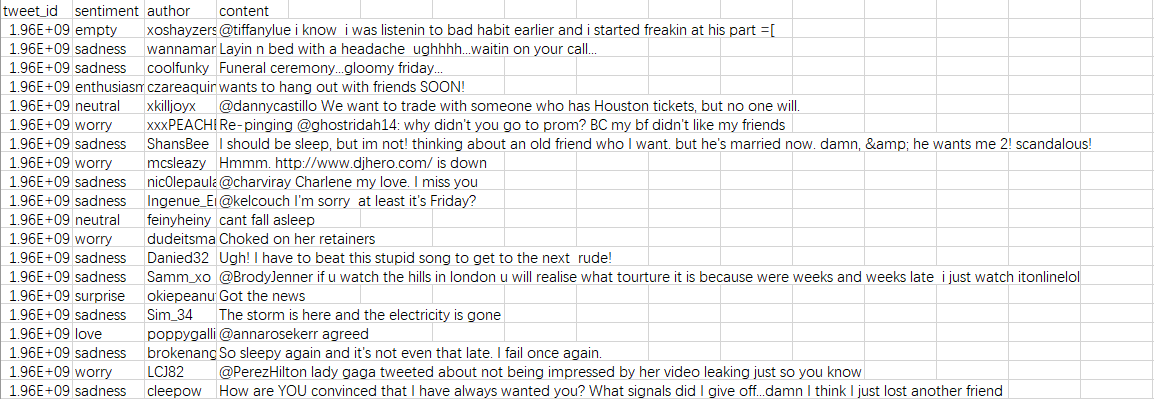 tweet_id sentiment author content
1.96E+09 empty xoshayzers @tiffanylue i know  i was listenin to bad habit earlier and i started freakin at his part =[
1.96E+09 sadness wannamar Layin n bed with a headache  ughhhh...waitin on your call...
1.96E+09 sadness coolfunky Funeral ceremony...gloomy friday...
1.96E+09 enthusiasm czareaquin wants to hang out with friends SOON!
1.96E+09 neutral xkilljoyx @dannycastillo We want to trade with someone who has Houston tickets, but no one will.
1.96E+09 worry xxxPEACHE Re-pinging @ghostridah14: why didn't you go to prom? BC my bf didn't like my friends
1.96E+09 sadness ShansBee I should be sleep, but im not! thinking about an old friend who I want. but he's married now. damn, &amp; he wants me 2! scandalous!
1.96E+09 worry mcsleazy Hmmm. http://www.djhero.com/ is down
1.96E+09 sadness nic0lepaula @charviray Charlene my love. I miss you
1.96E+09 sadness Ingenue_E @kelcouch I'm sorry  at least it's Friday?
1.96E+09 neutral feinyheiny cant fall asleep
1.96E+09 worry dudeitsma Choked on her retainers
1.96E+09 sadness Danied32 Ugh! I have to beat this stupid song to get to the next  rude!
1.96E+09 sadness Samm_xo @BrodyJenner if u watch the hills in london u will realise what tourture it is because were weeks and weeks late  i just watch itonlinelol
1.96E+09 surprise okiepeanu Got the news
1.96E+09 sadness Sim_34 The storm is here and the electricity is gone
1.96E+09 love poppygalli @annarosekerr agreed
1.96E+09 sadness brokenang So sleepy again and it's not even that late. I fail once again.
1.96E+09 worry LCJ82 @PerezHilton lady gaga tweeted about not being impressed by her video leaking just so you know
1.96E+09 sadness cleepow How are YOU convinced that I have always wanted you? What signals did I give off...damn I think I just lost another friend